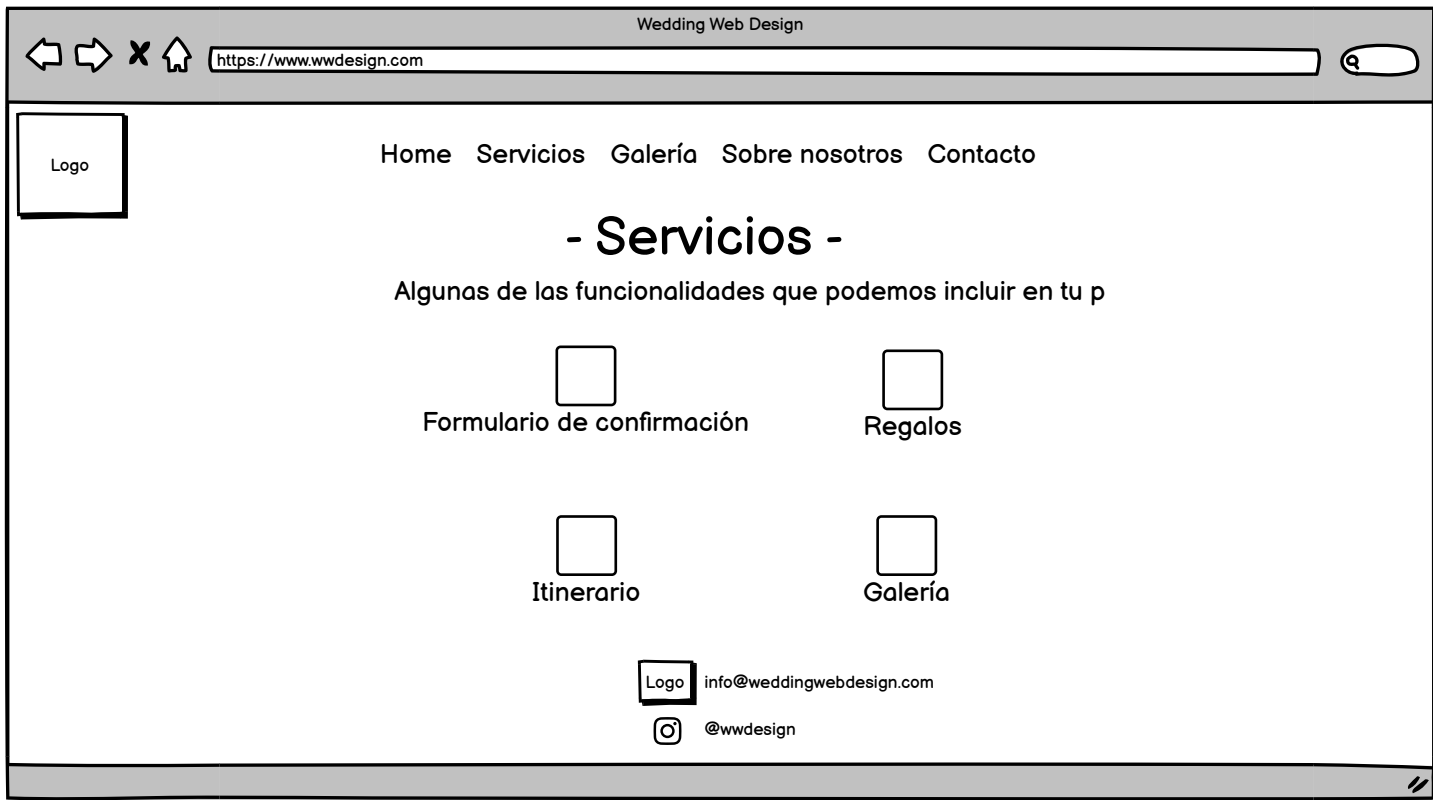 Wedding Web Design
https://www.wwdesign.com
Logo
Home Servicios Galería Sobre nosotros Contacto
- Servicios -
Algunas de las funcionalidades que podemos incluir en tu p
Formulario de confirmación
Regalos
Itinerario
Galería
Logo info@weddingwebdesign.com
@wwdesign